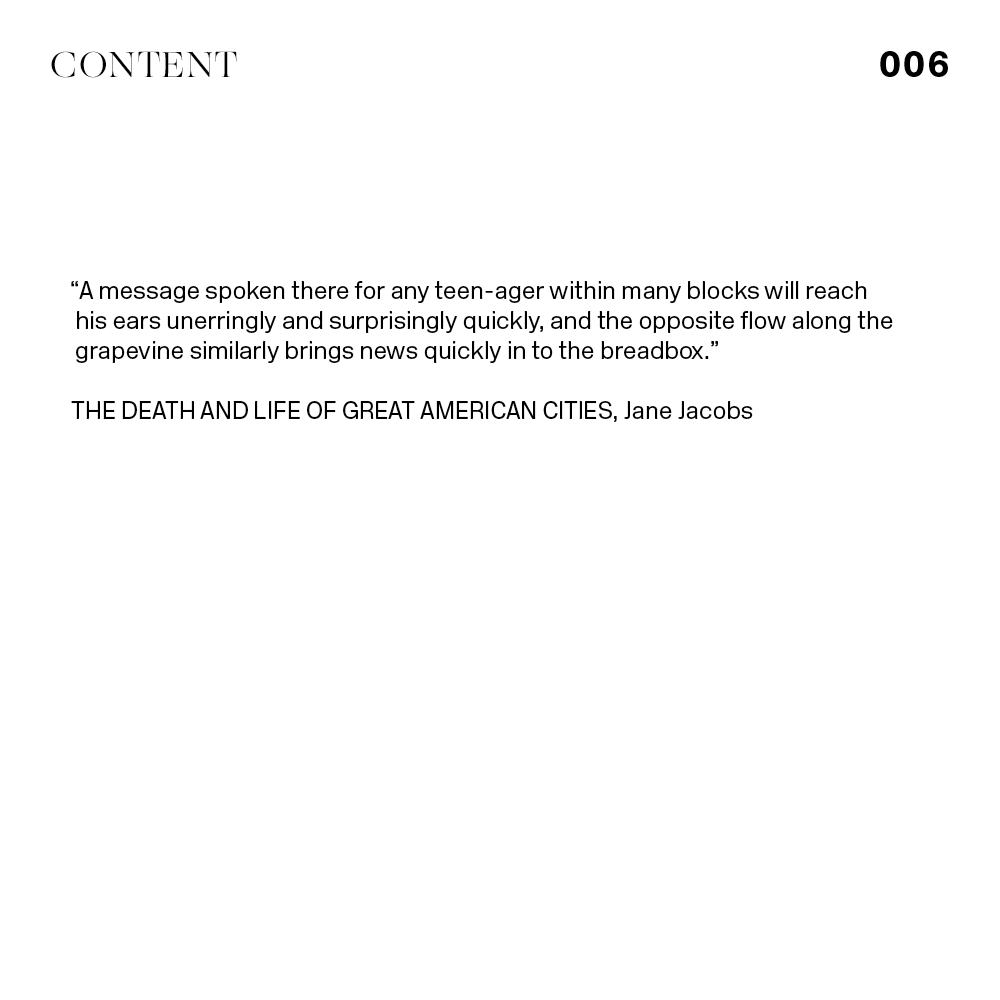 CONTENT
006
“A message spoken there for any teen-ager within many blocks will reach
his ears unerringly and surprisingly quickly, and the opposite flow along the
grapevine similarly brings news quickly in to the breadbox.”
THE DEATH AND LIFE OF GREAT AMERICAN CITIES, Jane Jacobs